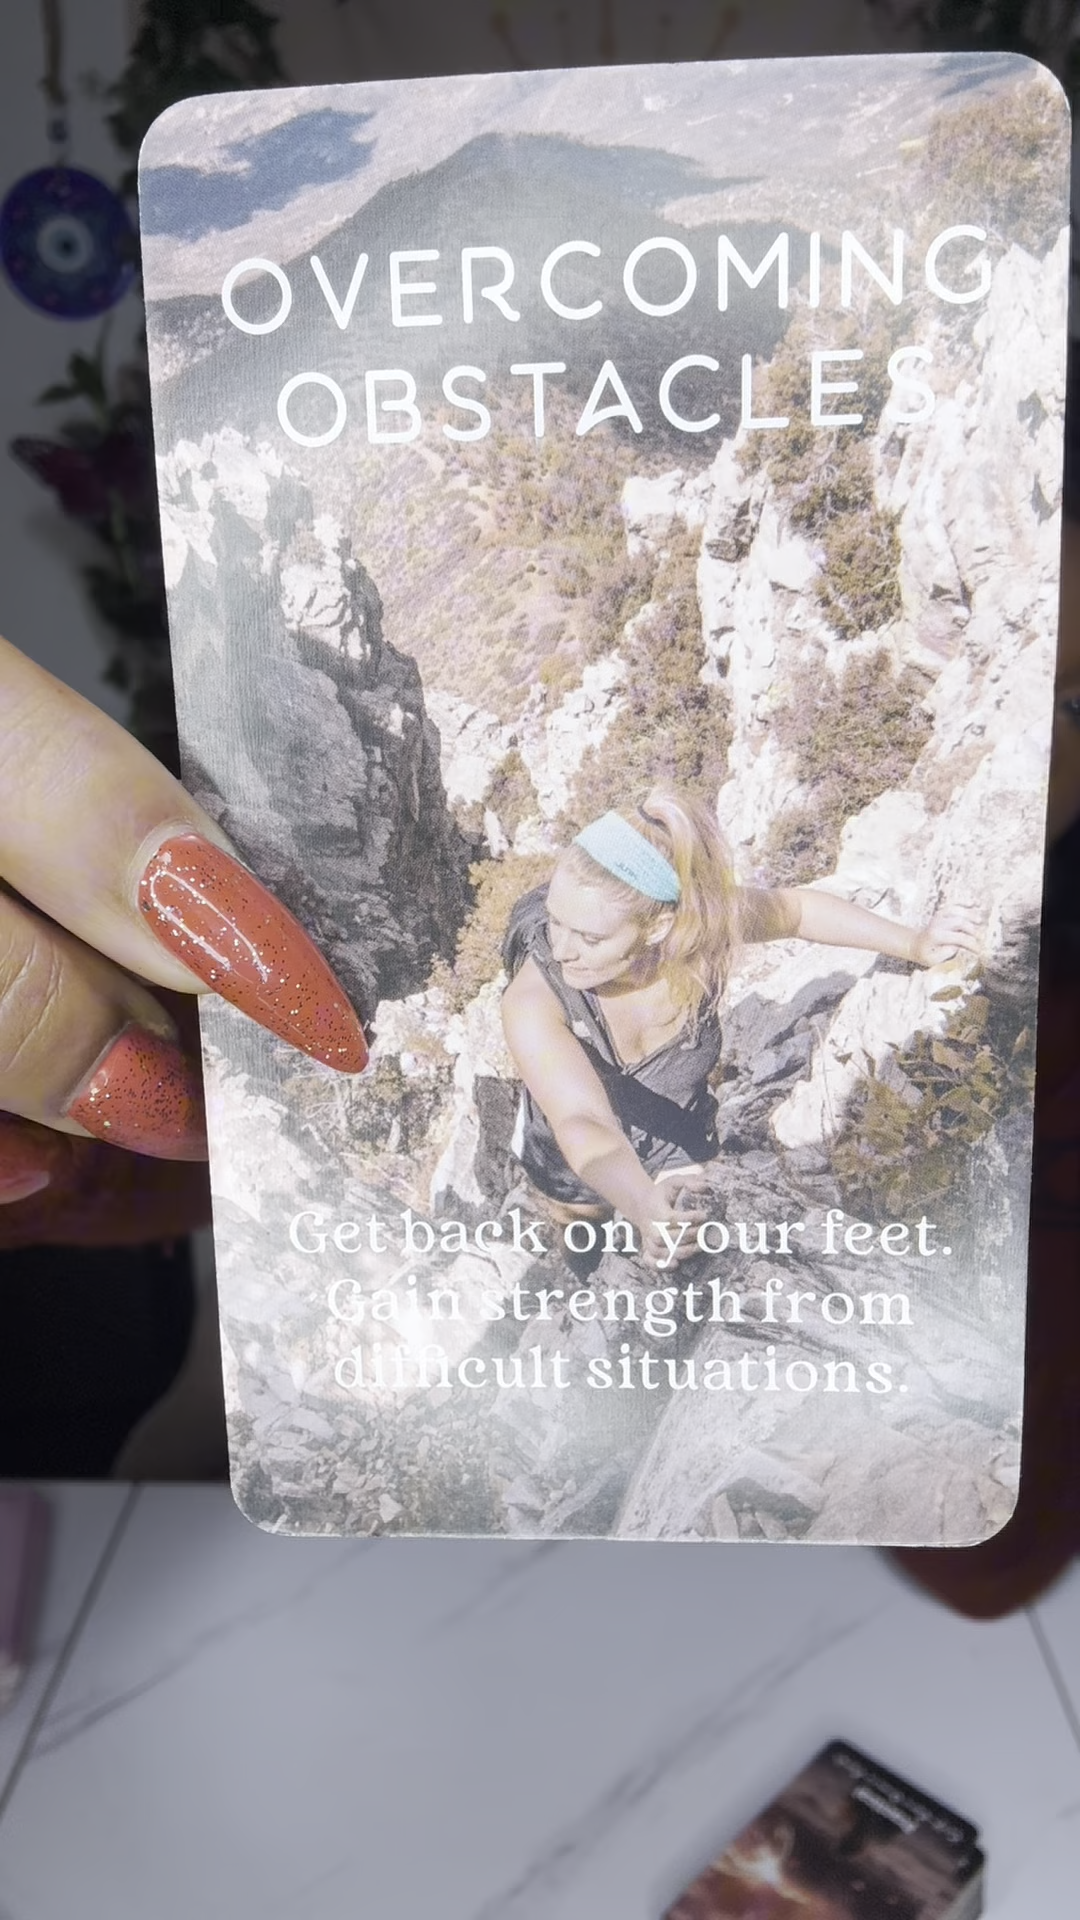 OVERCOMING
OBSTACLES
Get back on your feet.
Gain strength from
difficult situations.